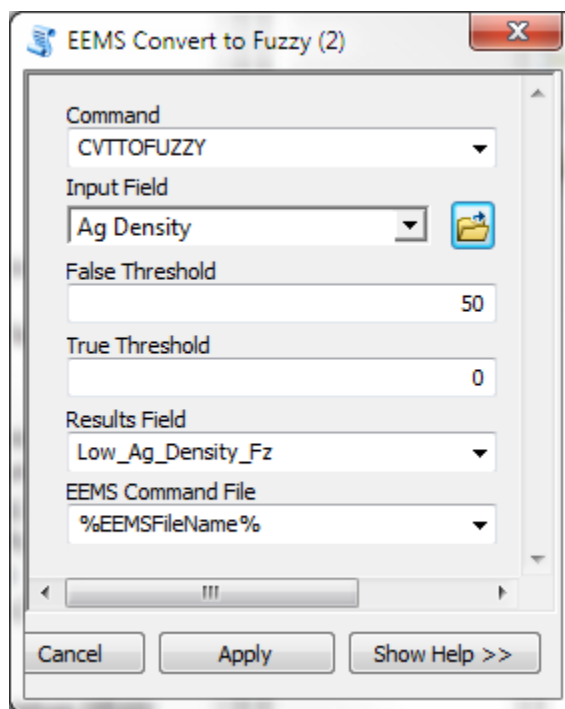 EEMS Convert to Fuzzy (2)
Command
CVTTOFUZZY
Input Field
Ag Density
False Threshold
50
True Threshold
0
Results Field
Low_Ag_Density_Fz
EEMS Command File
%EEMSFileName%
Cancel Apply Show Help >>